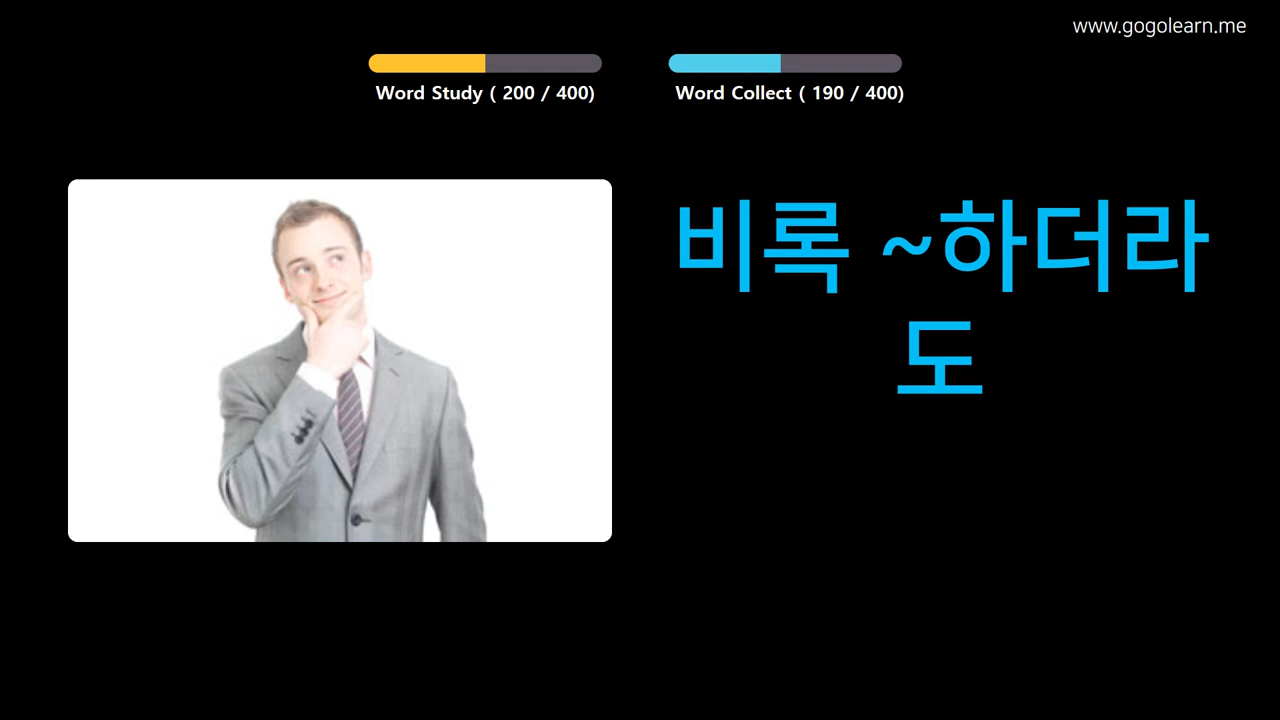 www.gogolearn.me
Word Study ( 200 / 400)
Word Collect ( 190 / 400)
비록 ~하더라
도